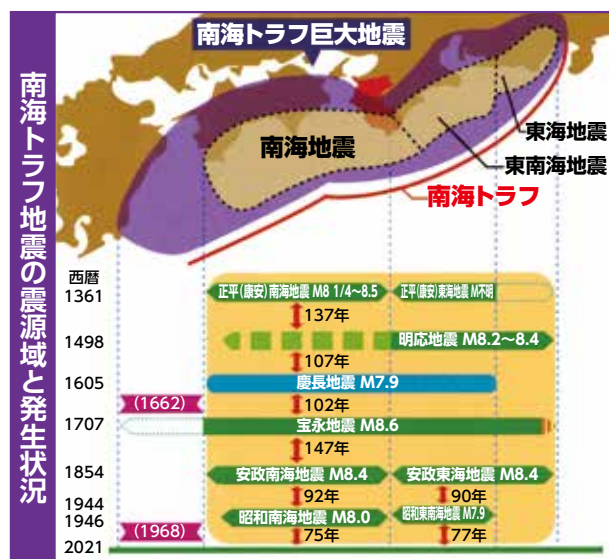 南海トラフ地震の震源域と発生状況
南海トラフ巨大地震
東海地震
南海地震
東南海地震
南海トラフ
西暦
1361
正平(康安)南海地震 M8 1/4～8.5
正平(康安)東海地震 M不明
137年
1498
明応地震 M8.2～8.4
107年
1605
慶長地震 M7.9
(1662)
102年
1707
宝永地震 M8.6
147年
1854
安政南海地震 M8.4
安政東海地震 M8.4
92年
90年
1944
1946
昭和南海地震 M8.0
昭和東南海地震 M7.9
(1968)
75年
77年
2021